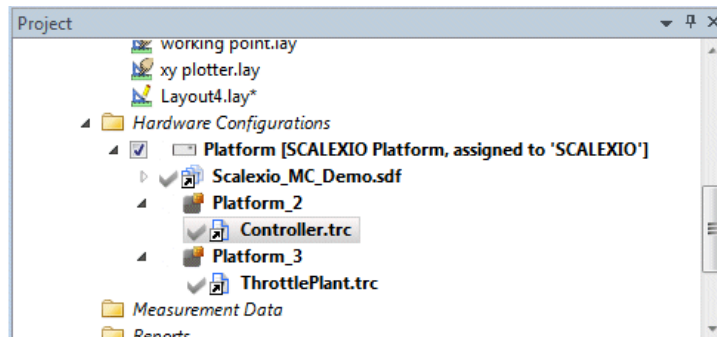 Project
working point.lay
xy plotter.lay
Layout4.lay*
Hardware Configurations
Platform [SCALEXIO Platform, assigned to 'SCALEXIO']
Scalexio_MC_Demo.sdf
Platform_2
Controller.trc
Platform_3
ThrottlePlant.trc
Measurement Data
Reports